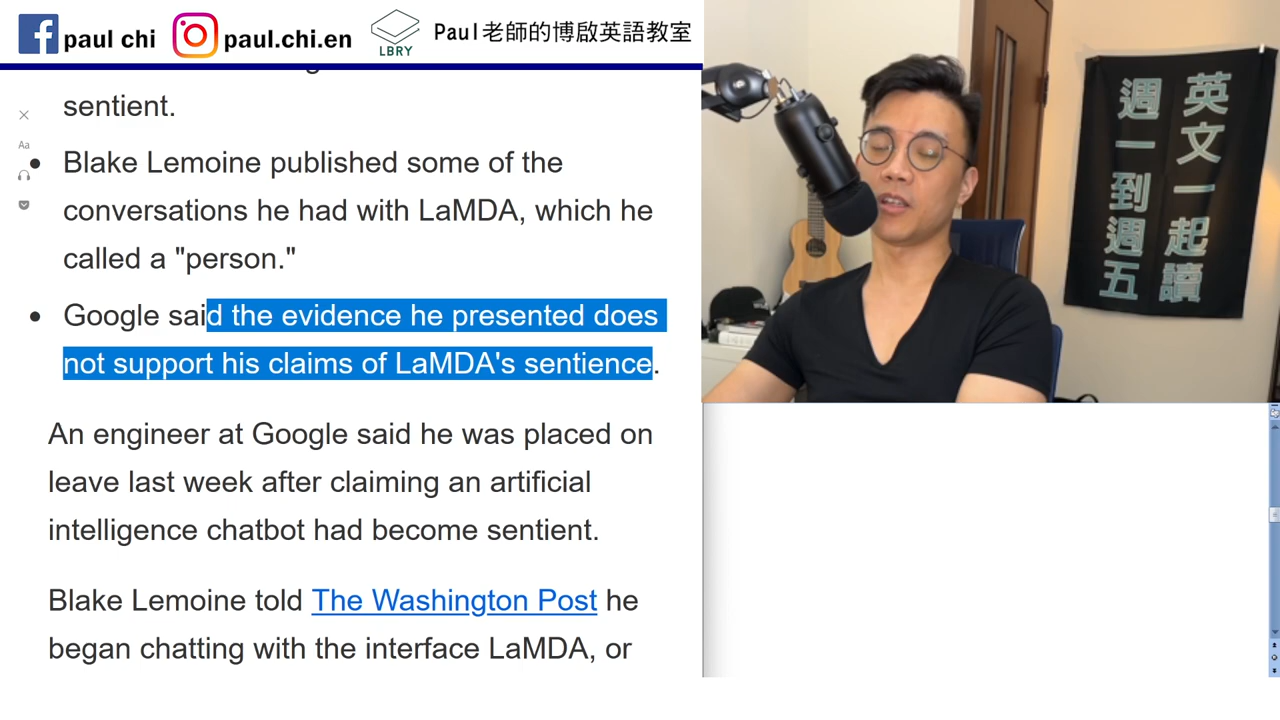 paul chi
paul.chi.en
LBRY
Paul老師的博啟英語教室
sentient.
Aa
Blake Lemoine published some of the
conversations he had with LaMDA, which he
called a "person."
Google said the evidence he presented does
not support his claims of LaMDA's sentience.
An engineer at Google said he was placed on
leave last week after claiming an artificial
intelligence chatbot had become sentient.
Blake Lemoine told The Washington Post he
began chatting with the interface LaMDA, or
英文一起讀
週一到週五